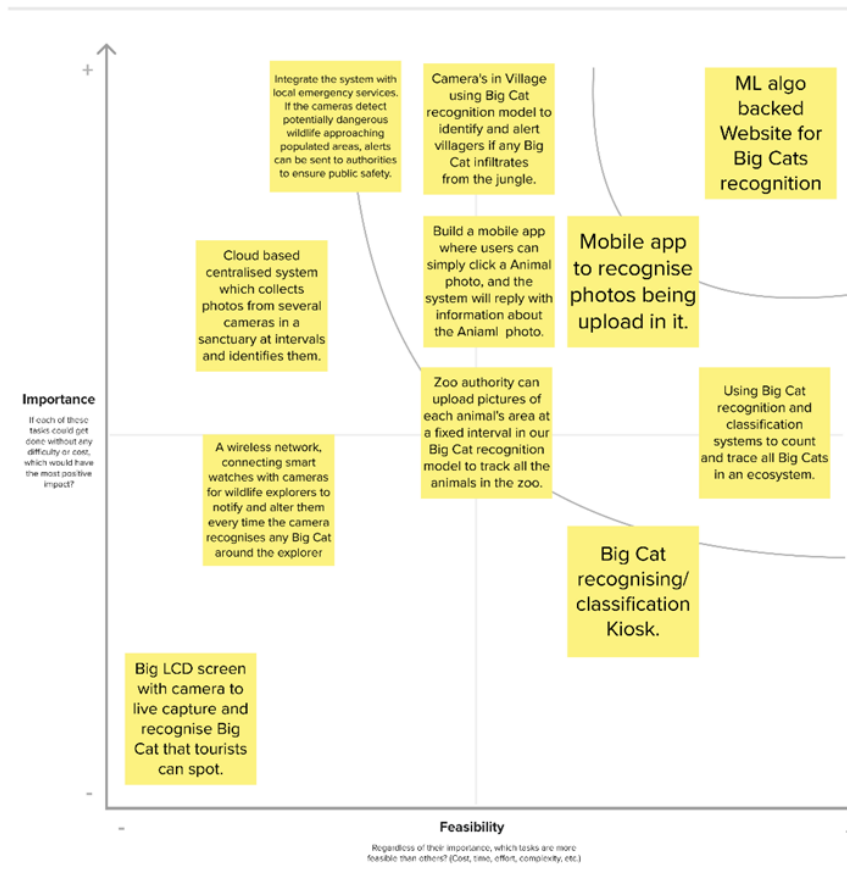 +
Integrate the system with
local emergency services.
If the cameras detect
potentially dangerous
wildlife approaching
populated areas, alerts
can be sent to authorities
to ensure public safety.
Camera's in Village
using Big Cat
recognition model to
identify and alert
villagers if any Big
Cat infiltrates
from the jungle.
ML algo
backed
Website for
Big Cats
recognition
Cloud based
centralised system
which collects
photos from several
cameras in a
sanctuary at intervals
and identifies them.
Build a mobile app
where users can
simply click a Animal
photo, and the
system will reply with
information about
the Aniaml photo.
Mobile app
to recognise
photos being
upload in it.
Importance
If each of these
tasks could get
done without any
difficulty or cost,
which would have
the most positive
impact?
Zoo authority can
upload pictures of
each animal's area at
a fixed interval in our
Big Cat recognition
model to track all the
animals in the zoo.
Using Big Cat
recognition and
classification
systems to count
and trace all Big Cats
in an ecosystem.
A wireless network,
connecting smart
watches with cameras
for wildlife explorers to
notify and alter them
every time the camera
recognises any Big Cat
around the explorer
Big Cat
recognising/
classification
Kiosk.
Big LCD screen
with camera to
live capture and
recognise Big
Cat that tourists
can spot.
-
-
Feasibility
Regardless of their importance, which tasks are more
feasible than others? (Cost, time, effort, complexity, etc.)